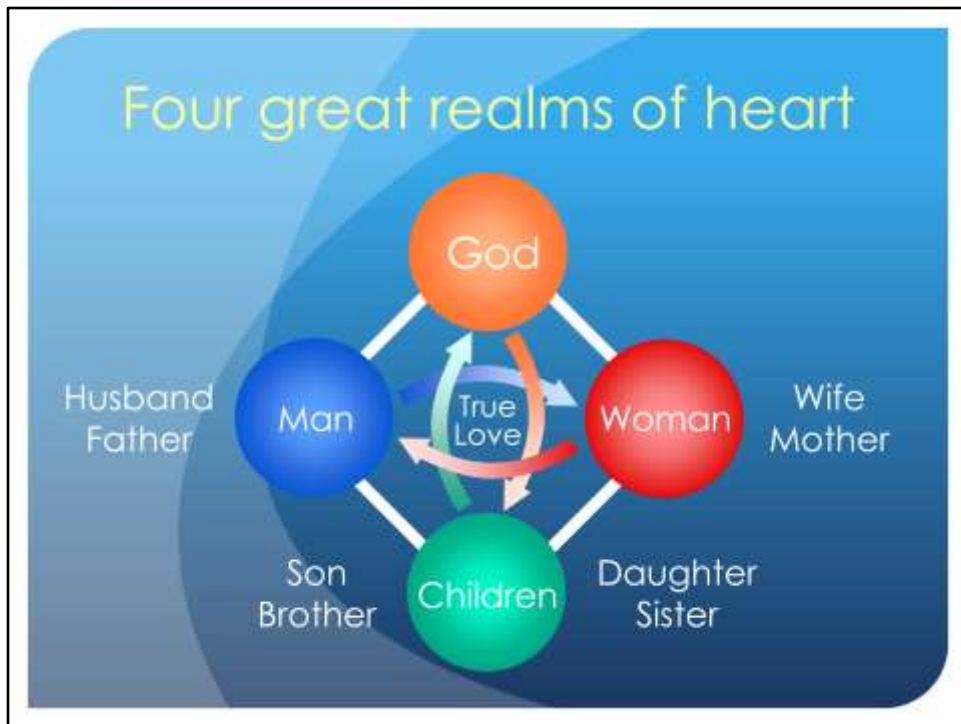 Four great realms of heart
God
Husband
Father
Man
True
Love
Woman
Wife
Mother
Son
Brother
Children
Daughter
Sister